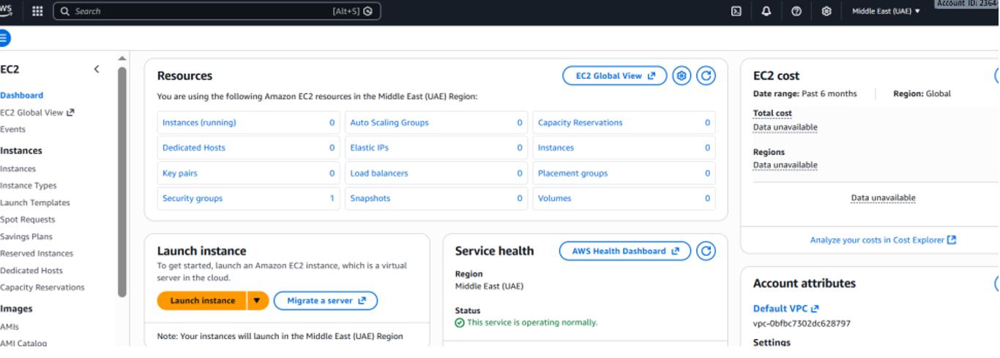 Search [Alt+S] Middle East (UAE) Account ID: 2364
EC2
Dashboard
EC2 Global View
Events
Instances
Instances
Instance Types
Launch Templates
Spot Requests
Savings Plans
Reserved Instances
Dedicated Hosts
Capacity Reservations
Images
AMIs
AMI Catalog
Resources
EC2 Global View
You are using the following Amazon EC2 resources in the Middle East (UAE) Region:
Instances (running) 0 Auto Scaling Groups 0 Capacity Reservations 0
Dedicated Hosts 0 Elastic IPs 0 Instances 0
Key pairs 0 Load balancers 0 Placement groups 0
Security groups 1 Snapshots 0 Volumes 0
Launch instance
To get started, launch an Amazon EC2 instance, which is a virtual
server in the cloud.
Launch instance Migrate a server
Note: Your instances will launch in the Middle East (UAE) Region
Service health
AWS Health Dashboard
Region
Middle East (UAE)
Status
This service is operating normally.
EC2 cost
Date range: Past 6 months Region: Global
Total cost
Data unavailable
Regions
Data unavailable
Data unavailable
Analyze your costs in Cost Explorer
Account attributes
Default VPC
vpc-0bfbc7302dc628797
Settings